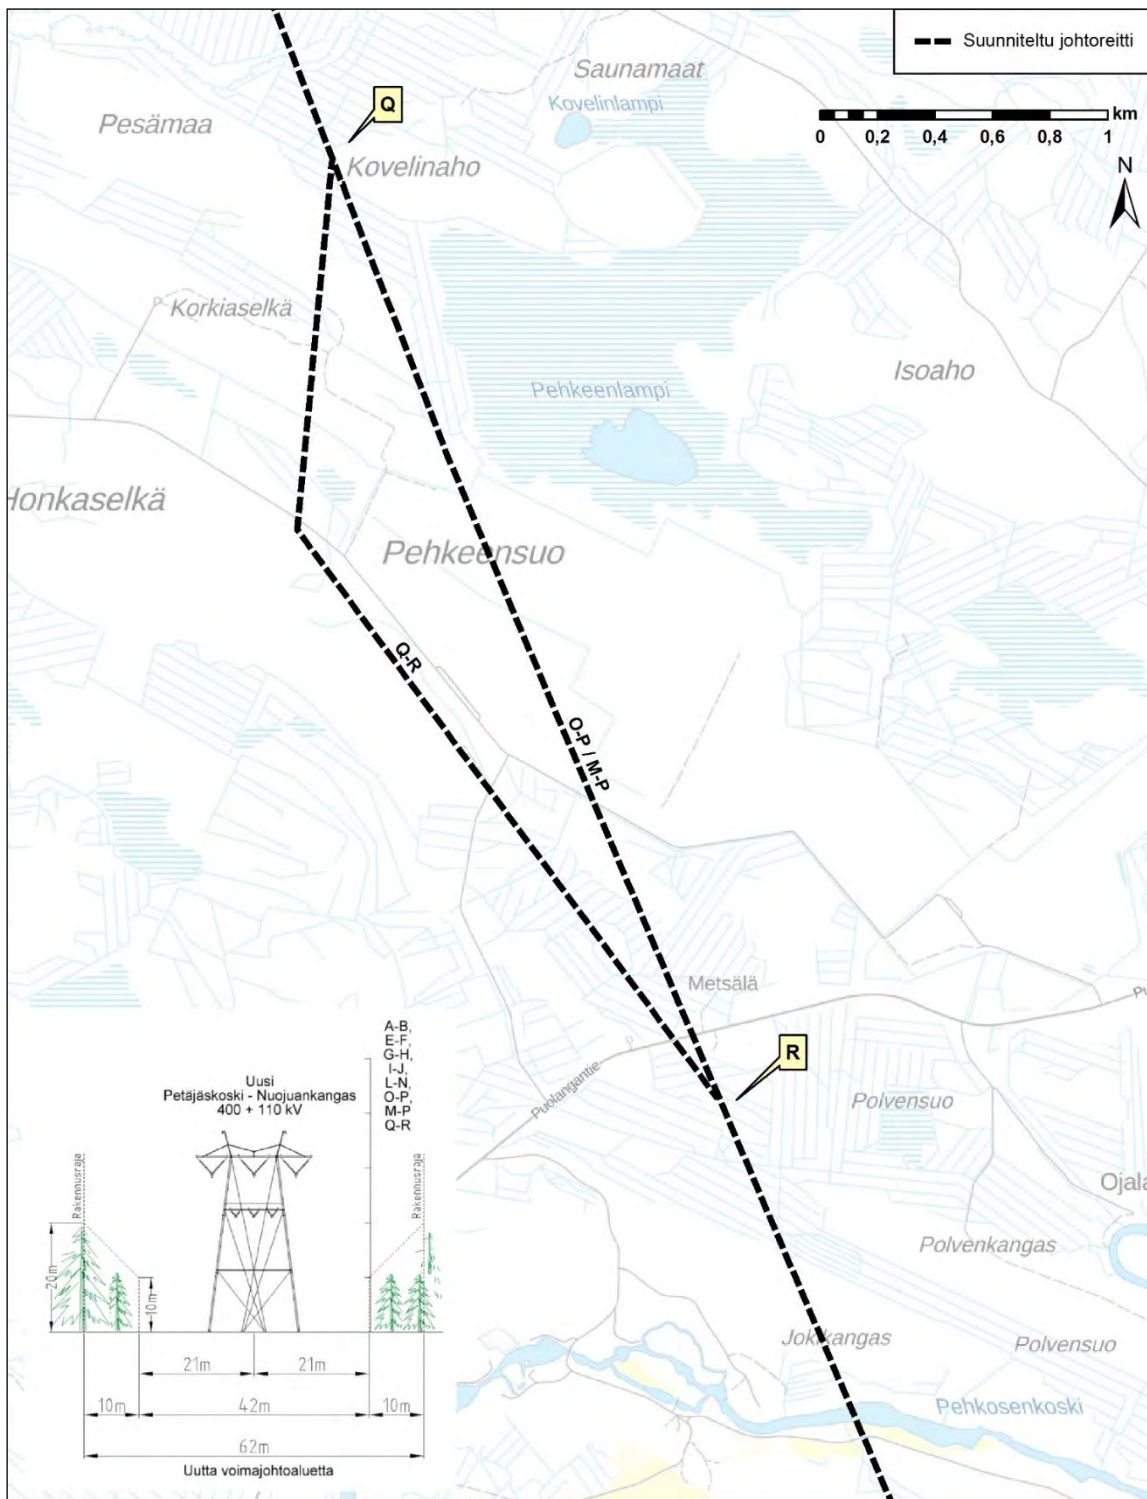 Suunniteltu johtoreitti
Saunamaat
Kovelinlampi
Q
km
0 0,2 0,4 0,6 0,8 1
Pesämaa
Kovelinaho
N
Korkiaselkä
Isoaho
Pehkeenlampi
Honkaselkä
Pehkeensuo
Q-R
O-P / M-P
Metsälä
R
Puolangantie
Polvensuo
Ojala
Polvenkangas
Jokikangas
Polvensuo
Pehkosenkoski
A-B,
E-F,
G-H,
I-J,
L-N,
O-P,
M-P
Q-R
Uusi
Petäjäskoski - Nuojuankangas
400 + 110 kV
Rakennusraja
Rakennusraja
20m
10m
21m 21m
10m 42m 10m
62m
Uutta voimajohtoaluetta